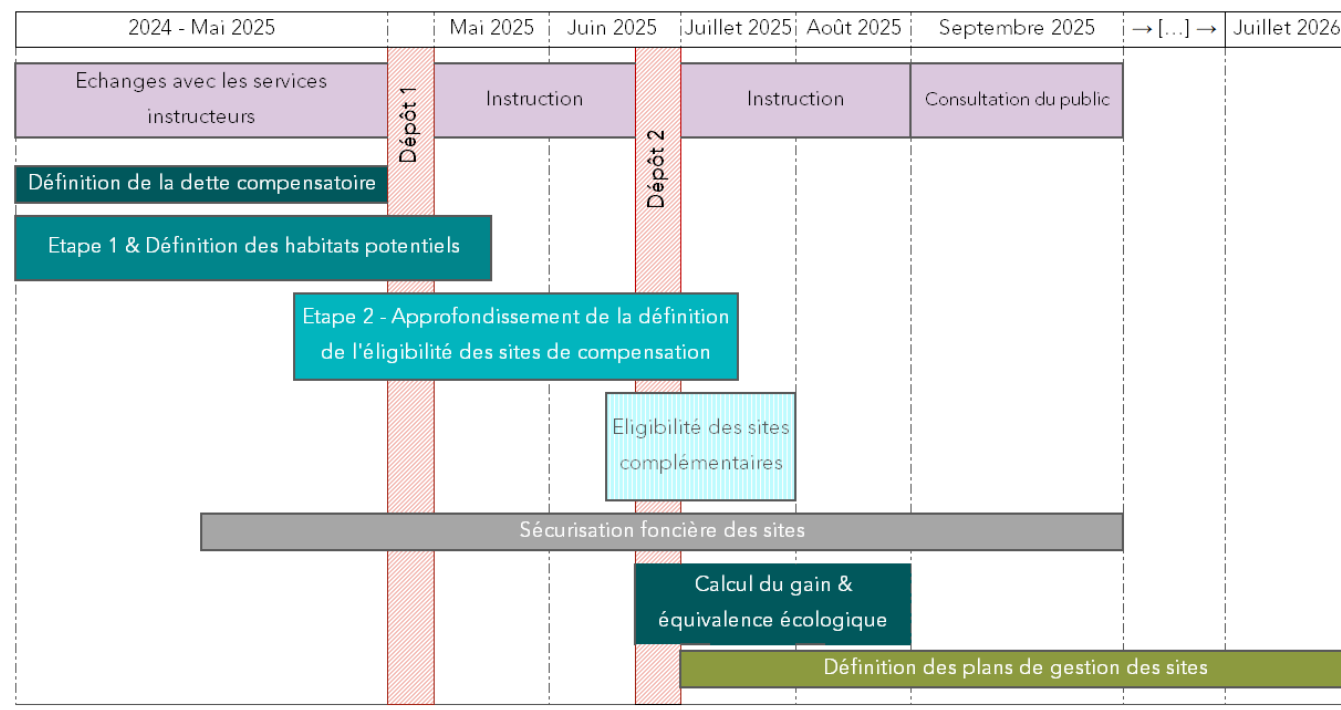 2024 - Mai 2025
Mai 2025
Juin 2025
Juillet 2025
Août 2025
Septembre 2025
→ [...] →
Juillet 2026
Echanges avec les services
instructeurs
Dépôt 1
Instruction
Dépôt 2
Instruction
Consultation du public
Définition de la dette compensatoire
Etape 1 & Définition des habitats potentiels
Etape 2 - Approfondissement de la définition
de l'éligibilité des sites de compensation
Eligibilité des sites
complémentaires
Sécurisation foncière des sites
Calcul du gain &
équivalence écologique
Définition des plans de gestion des sites